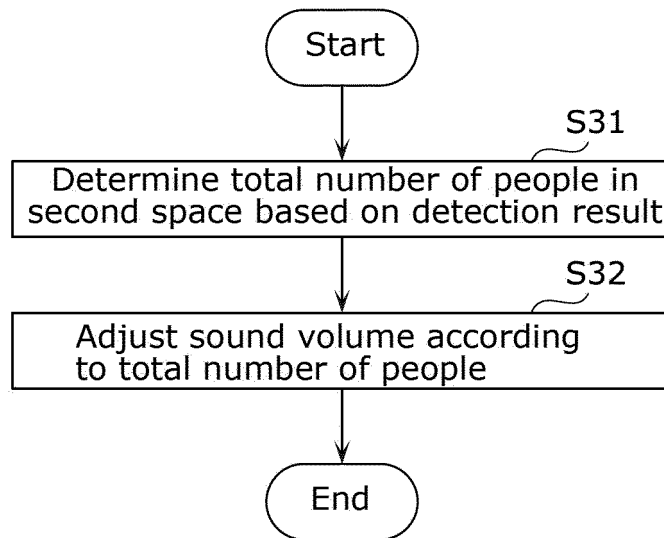 Start
S31
Determine total number of people in
second space based on detection result
S32
Adjust sound volume according
to total number of people
End